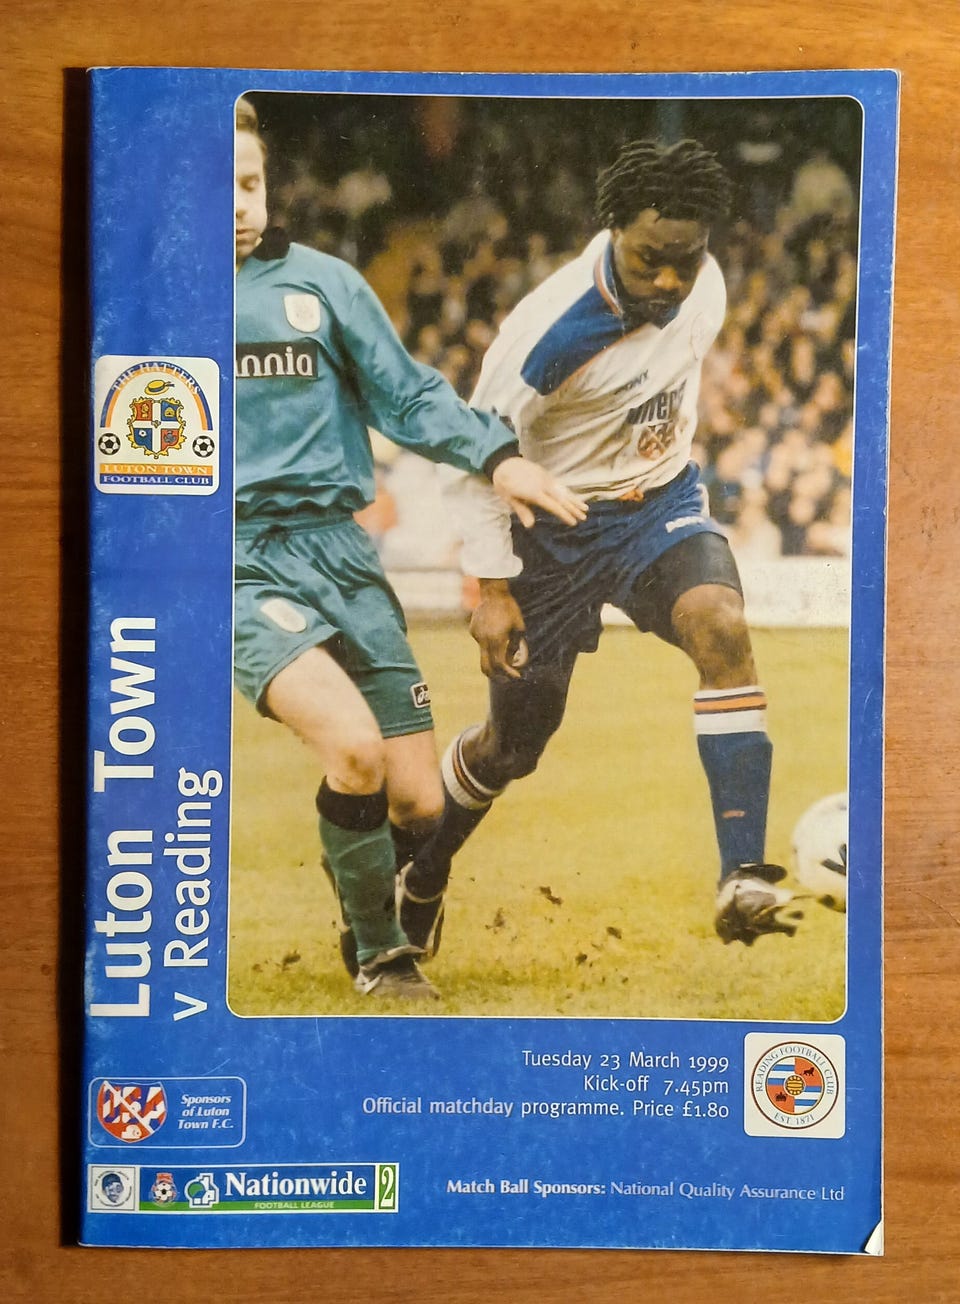 THE HATTERS
LUTON TOWN
FOOTBALL CLUB
Luton Town
v Reading
nnia
Tuesday 23 March 1999
Kick-off 7.45pm
Official matchday programme. Price £1.80
READING FOOTBALL CLUB
EST. 1871
Sponsors
of Luton
Town F.C.
Nationwide 2
FOOTBALL LEAGUE
Match Ball Sponsors: National Quality Assurance Ltd